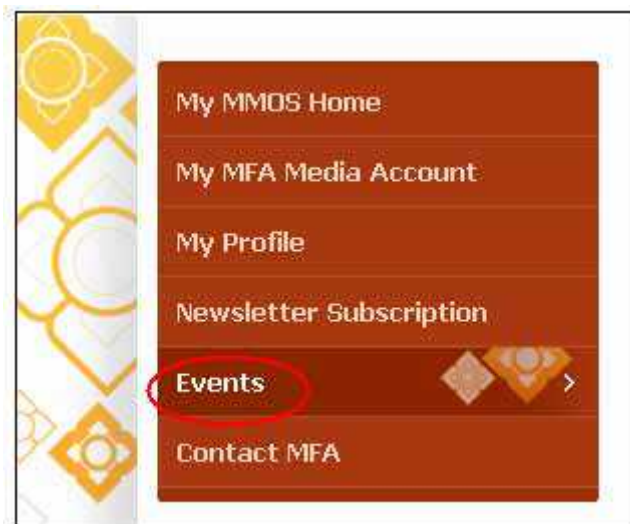 My MMOS Home
My MFA Media Account
My Profile
Newsletter Subscription
Events
Contact MFA